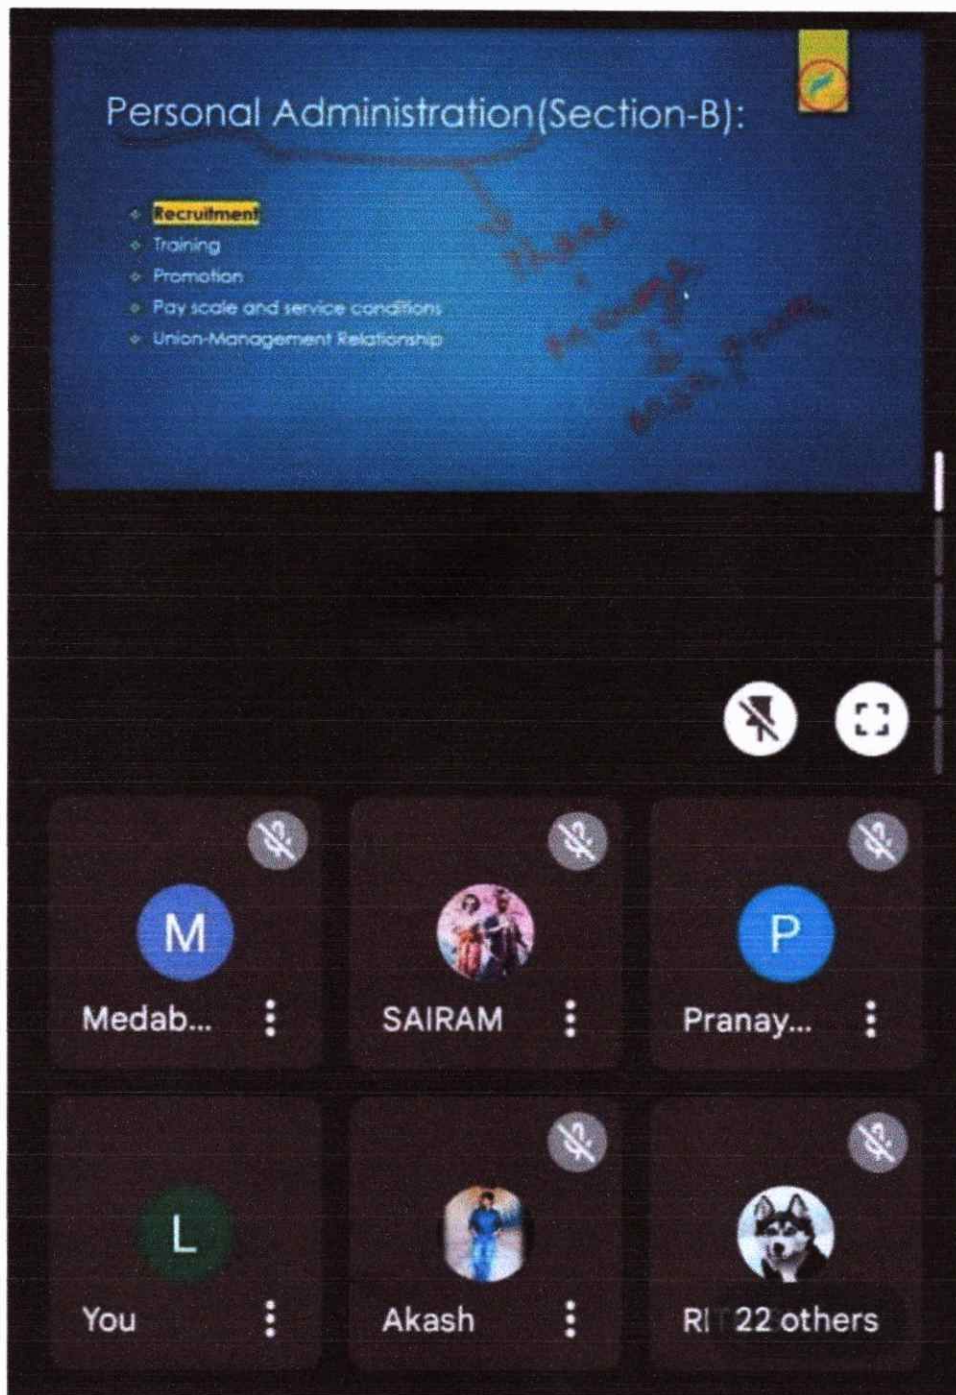 Personal Administration(Section-B):
Recruitment
Training
Promotion
Pay scale and service conditions
Union-Management Relationship
M
Medab...
SAIRAM
P
Pranay...
L
You
Akash
RI 22 others